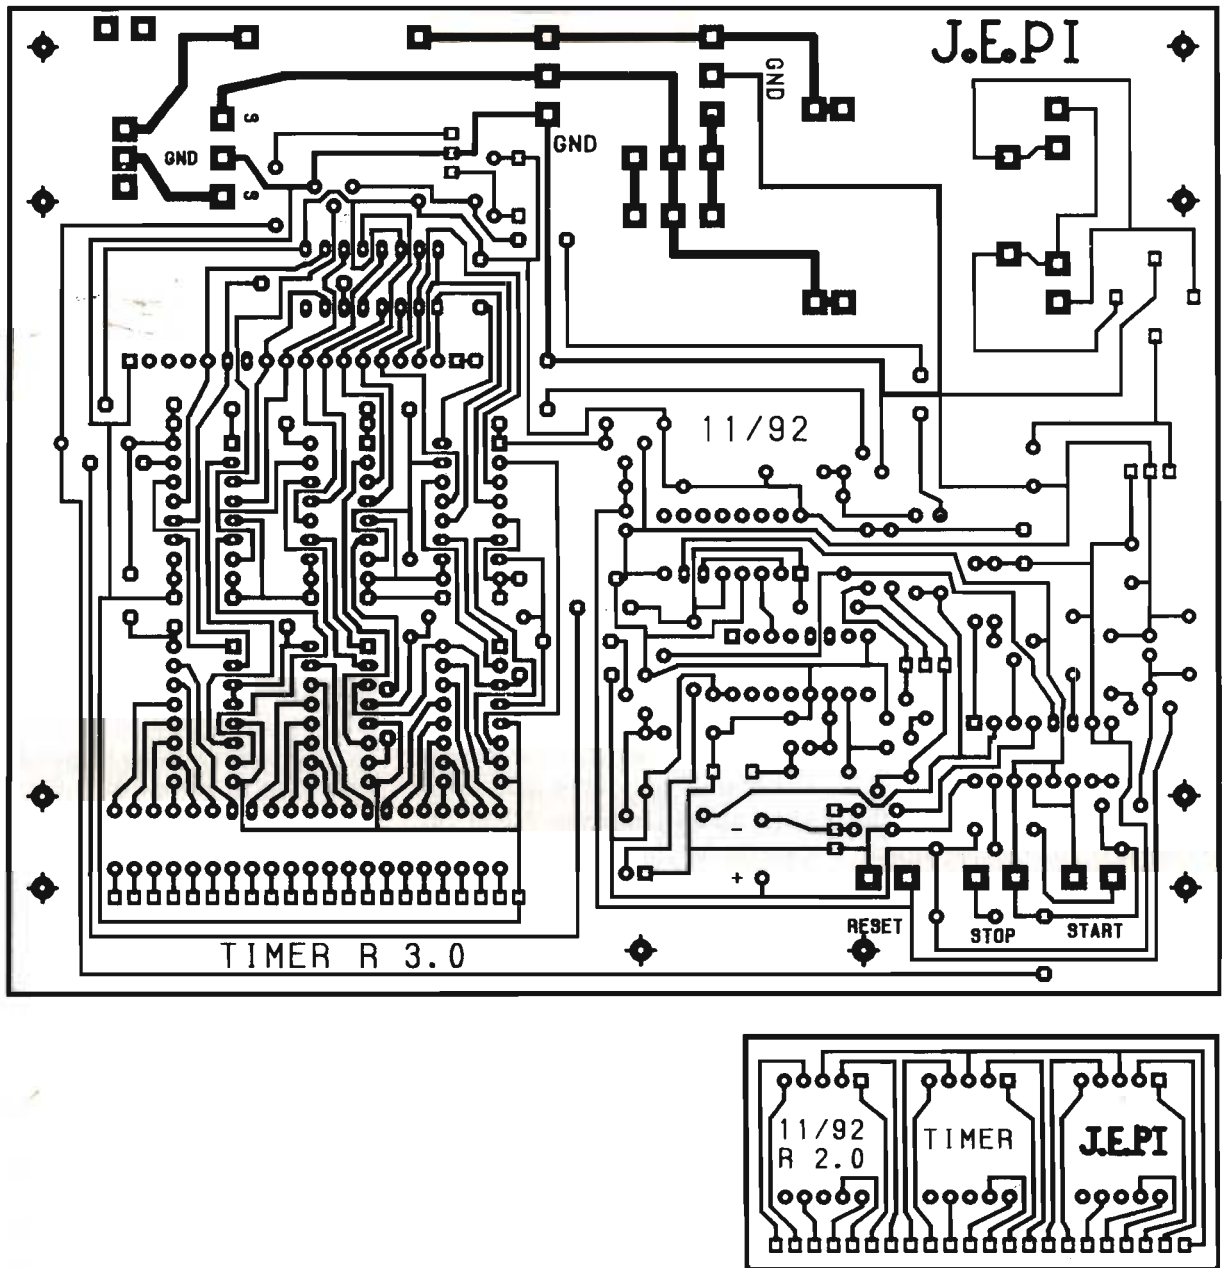 J.E.PI
GND
S
GND
GND
S
11/92
-
+
RESET
STOP
START
TIMER R 3.0
11/92
R 2.0
TIMER
J.E.PI